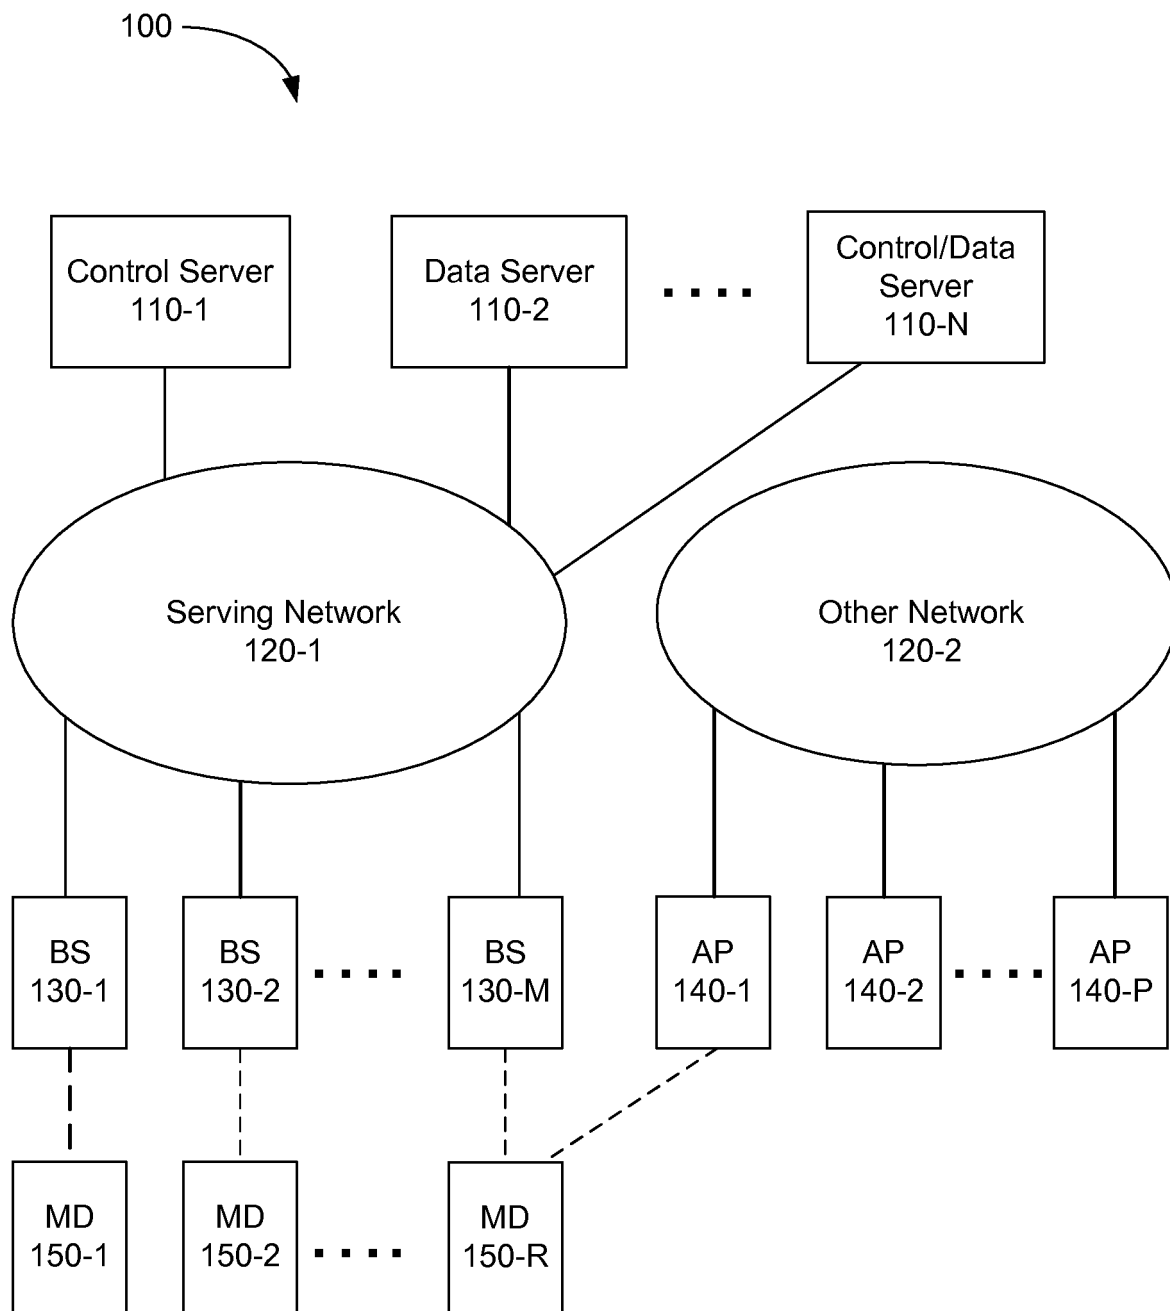 100
Control Server
110-1
Data Server
110-2
Control/Data
Server
110-N
Serving Network
120-1
Other Network
120-2
BS
130-1
BS
130-2
BS
130-M
AP
140-1
AP
140-2
AP
140-P
MD
150-1
MD
150-2
MD
150-R